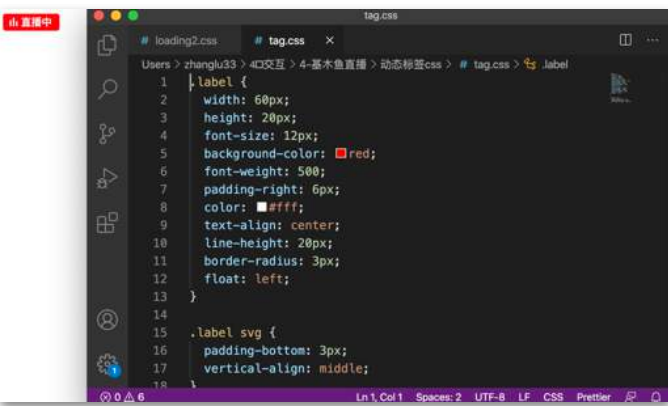 直播中
tag.css
# loading2.css
# tag.css ×
Users > zhanglu33 > 4口交互 > 4-基木鱼直播 > 动态标签css > # tag.css > .label
1 .label {
2 width: 60px;
3 height: 20px;
4 font-size: 12px;
5 background-color: red;
6 font-weight: 500;
7 padding-right: 6px;
8 color: #fff;
9 text-align: center;
10 line-height: 20px;
11 border-radius: 3px;
12 float: left;
13 }
14
15 .label svg {
16 padding-bottom: 3px;
17 vertical-align: middle;
18 }
0 6 Ln 1, Col 1 Spaces: 2 UTF-8 LF CSS Prettier
1